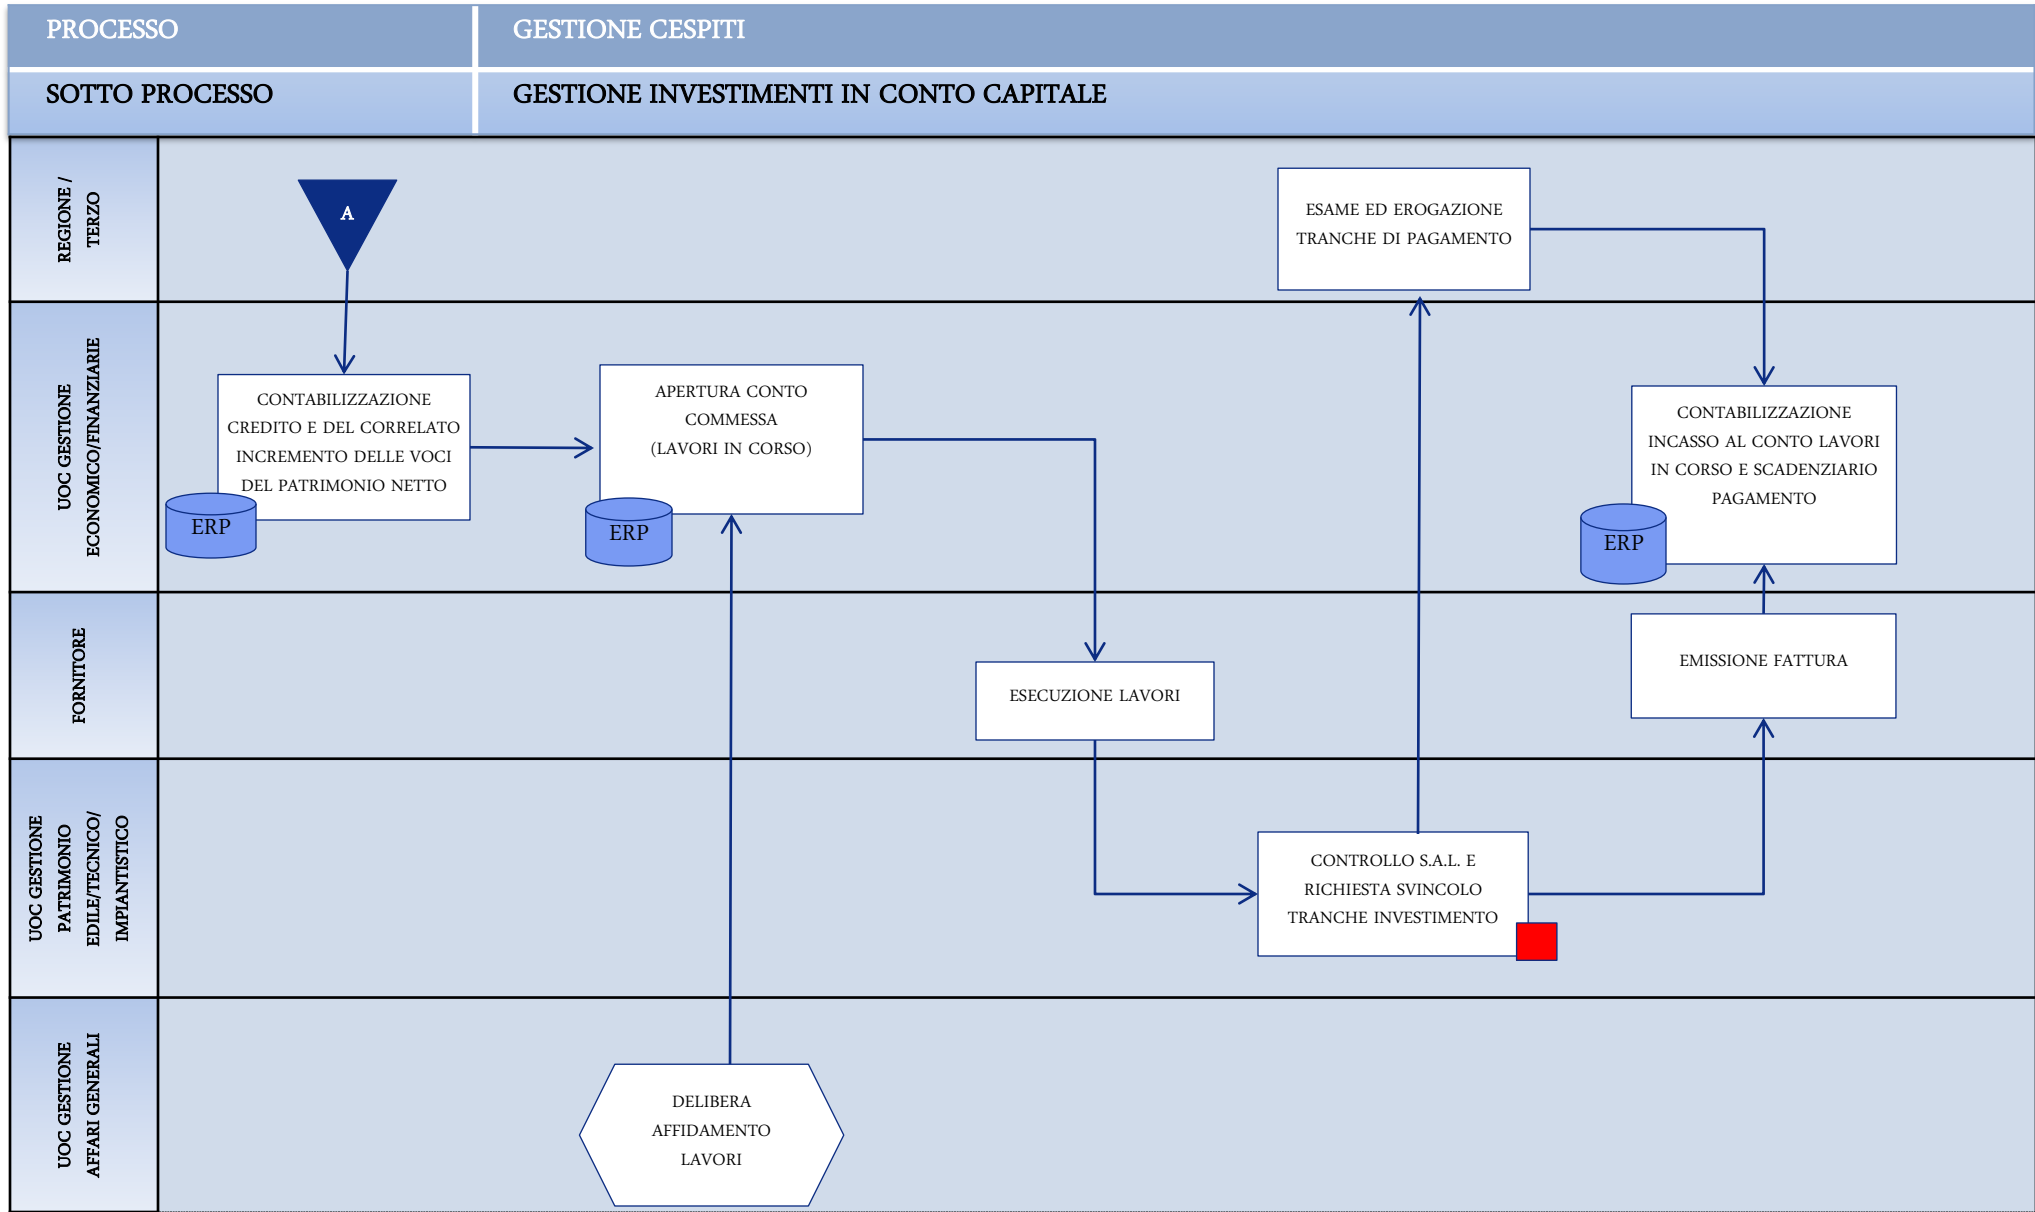 PROCESSO
GESTIONE CESPITI
SOTTO PROCESSO
GESTIONE INVESTIMENTI IN CONTO CAPITALE
REGIONE /
TERZO
A
ESAME ED EROGAZIONE
TRANCHE DI PAGAMENTO
UOC GESTIONE
ECONOMICO/FINANZIARIE
CONTABILIZZAZIONE
CREDITO E DEL CORRELATO
INCREMENTO DELLE VOCI
DEL PATRIMONIO NETTO
ERP
APERTURA CONTO
COMMESSA
(LAVORI IN CORSO)
ERP
CONTABILIZZAZIONE
INCASSO AL CONTO LAVORI
IN CORSO E SCADENZIARIO
PAGAMENTO
ERP
FORNITORE
ESECUZIONE LAVORI
EMISSIONE FATTURA
UOC GESTIONE
PATRIMONIO
EDILE/TECNICO/
IMPIANTISTICO
CONTROLLO S.A.L. E
RICHIESTA SVINCOLO
TRANCHE INVESTIMENTO
UOC GESTIONE
AFFARI GENERALI
DELIBERA
AFFIDAMENTO
LAVORI